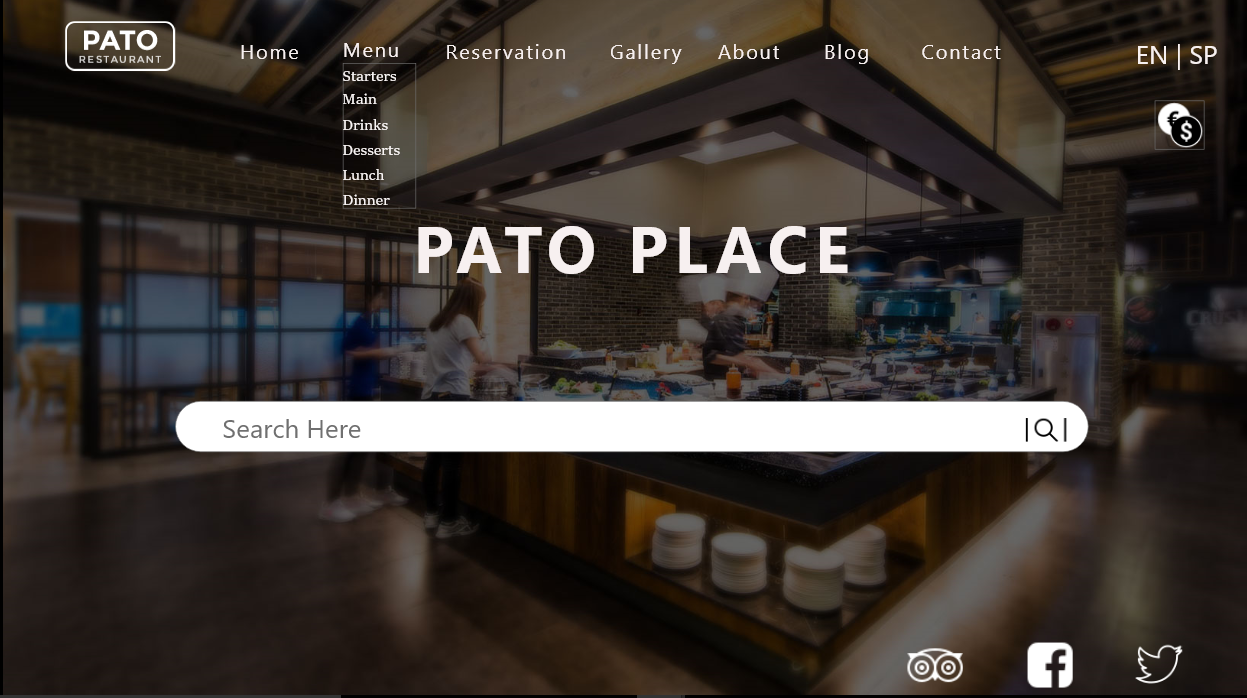 PATO
RESTAURANT
Home Menu Reservation Gallery About Blog Contact EN | SP
Starters
Main
Drinks
Desserts
Lunch
Dinner
€ $
PATO PLACE
Search Here